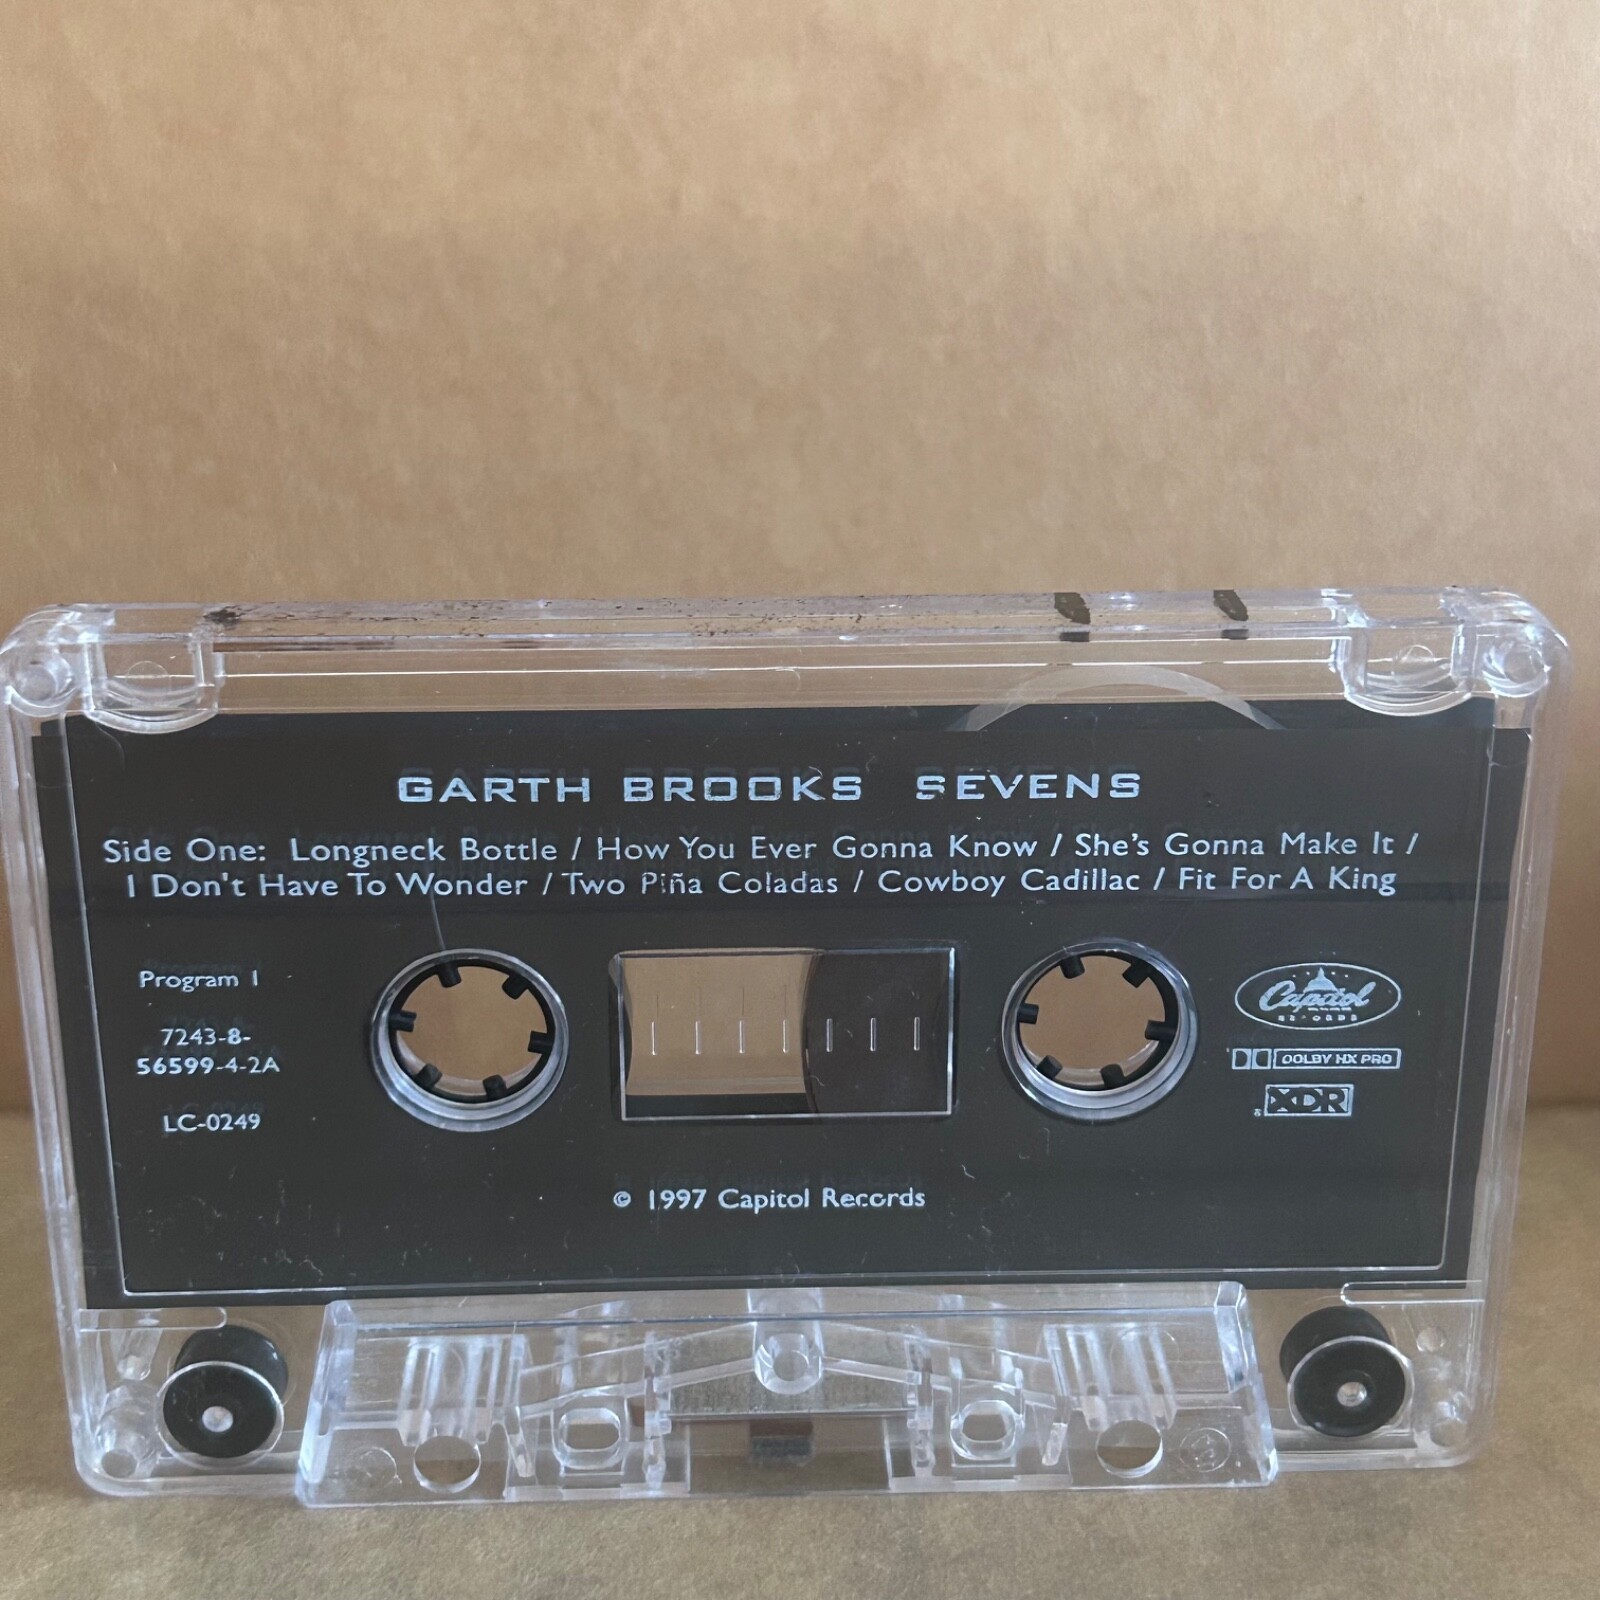 GARTH BROOKS SEVENS
Side One: Longneck Bottle / How You Ever Gonna Know / She's Gonna Make It /
I Don't Have To Wonder / Two Piña Coladas / Cowboy Cadillac / Fit For A King
Program 1
7243-8-
56599-4-2A
LC-0249
Capitol
RECORDS
DOLBY HX PRO
XDR
© 1997 Capitol Records